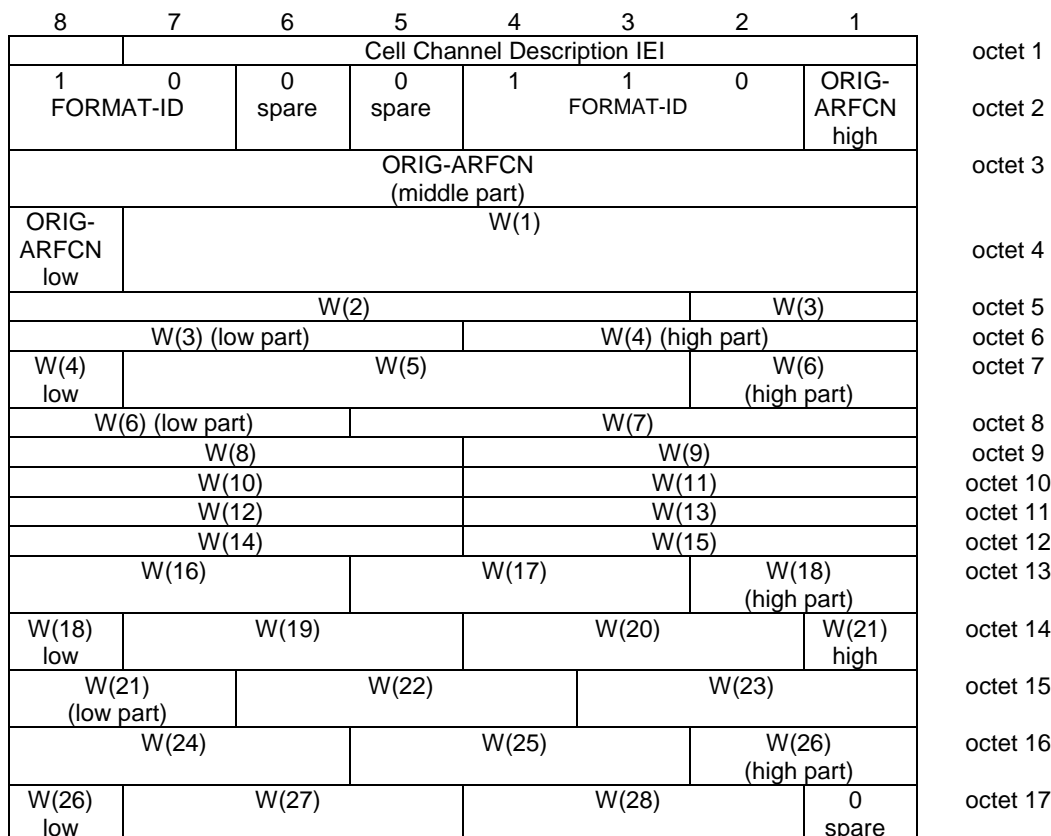 8 7 6 5 4 3 2 1
Cell Channel Description IEI octet 1
1 0 0 0 1 1 0 ORIG-
FORMAT-ID spare spare FORMAT-ID ARFCN octet 2
high
ORIG-ARFCN octet 3
(middle part)
ORIG- W(1)
ARFCN octet 4
low
W(2) W(3) octet 5
W(3) (low part) W(4) (high part) octet 6
W(4) W(5) W(6) octet 7
low (high part)
W(6) (low part) W(7) octet 8
W(8) W(9) octet 9
W(10) W(11) octet 10
W(12) W(13) octet 11
W(14) W(15) octet 12
W(16) W(17) W(18) octet 13
(high part)
W(18) W(19) W(20) W(21) octet 14
low high
W(21) W(22) W(23) octet 15
(low part)
W(24) W(25) W(26) octet 16
(high part)
W(26) W(27) W(28) 0 octet 17
low spare